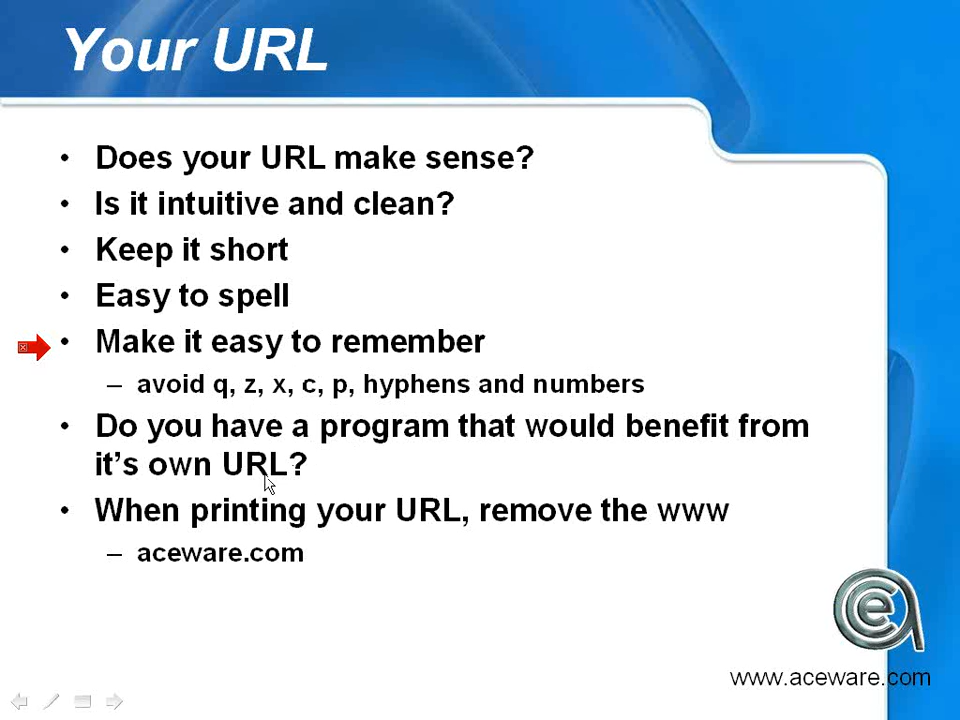 Your URL
• Does your URL make sense?
• Is it intuitive and clean?
• Keep it short
• Easy to spell
• Make it easy to remember
– avoid q, z, x, c, p, hyphens and numbers
• Do you have a program that would benefit from
it’s own URL?
• When printing your URL, remove the www
– aceware.com
ace
www.aceware.com